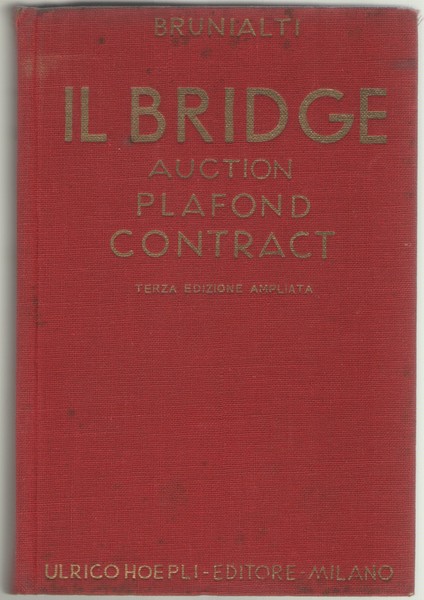 BRUNIALTI
IL BRIDGE
AUCTION
PLAFOND
CONTRACT
TERZA EDIZIONE AMPLIATA
ULRICO HOEPLI-EDITORE-MILANO